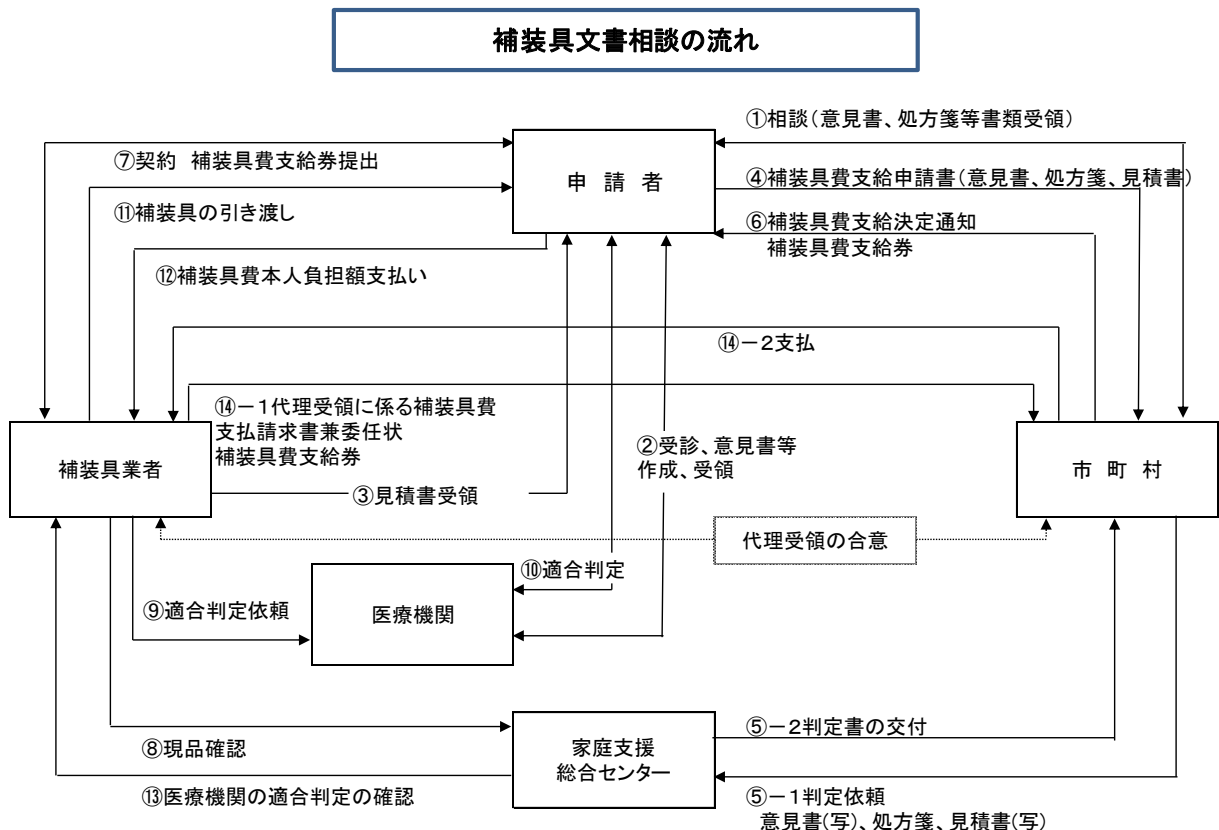 補装具文書相談の流れ
①相談(意見書、処方箋等書類受領)
⑦契約 補装具費支給券提出
申 請 者
④補装具費支給申請書(意見書、処方箋、見積書)
⑪補装具の引き渡し
⑥補装具費支給決定通知
補装具費支給券
⑫補装具費本人負担額支払い
⑭-2支払
⑭-1代理受領に係る補装具費
支払請求書兼委任状
補装具費支給券
②受診、意見書等
作成、受領
補装具業者
市 町 村
③見積書受領
代理受領の合意
⑩適合判定
⑨適合判定依頼
医療機関
⑤-2判定書の交付
⑧現品確認
家庭支援
総合センター
⑬医療機関の適合判定の確認
⑤-1判定依頼
意見書(写)、処方箋、見積書(写)